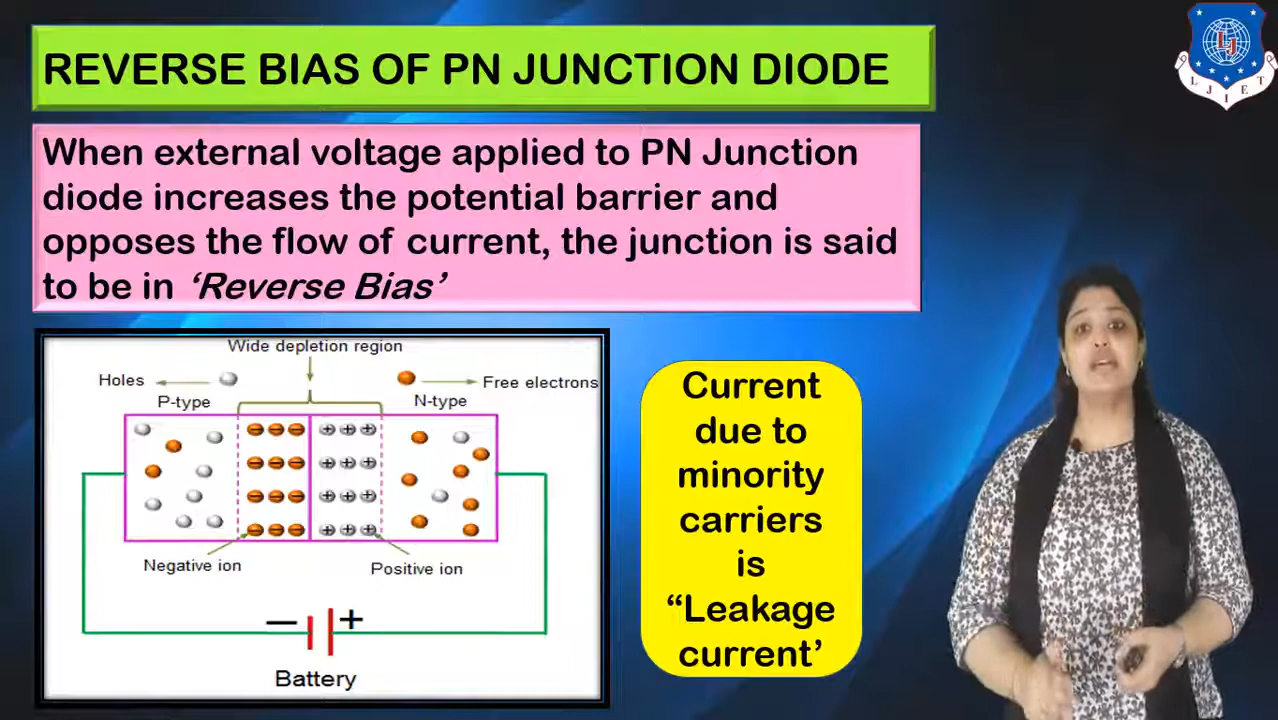 REVERSE BIAS OF PN JUNCTION DIODE
LJ
L J I E T
When external voltage applied to PN Junction
diode increases the potential barrier and
opposes the flow of current, the junction is said
to be in ‘Reverse Bias’
Wide depletion region
Holes
Free electrons
P-type
N-type
Negative ion
Positive ion
− +
Battery
Current
due to
minority
carriers
is
“Leakage
current’